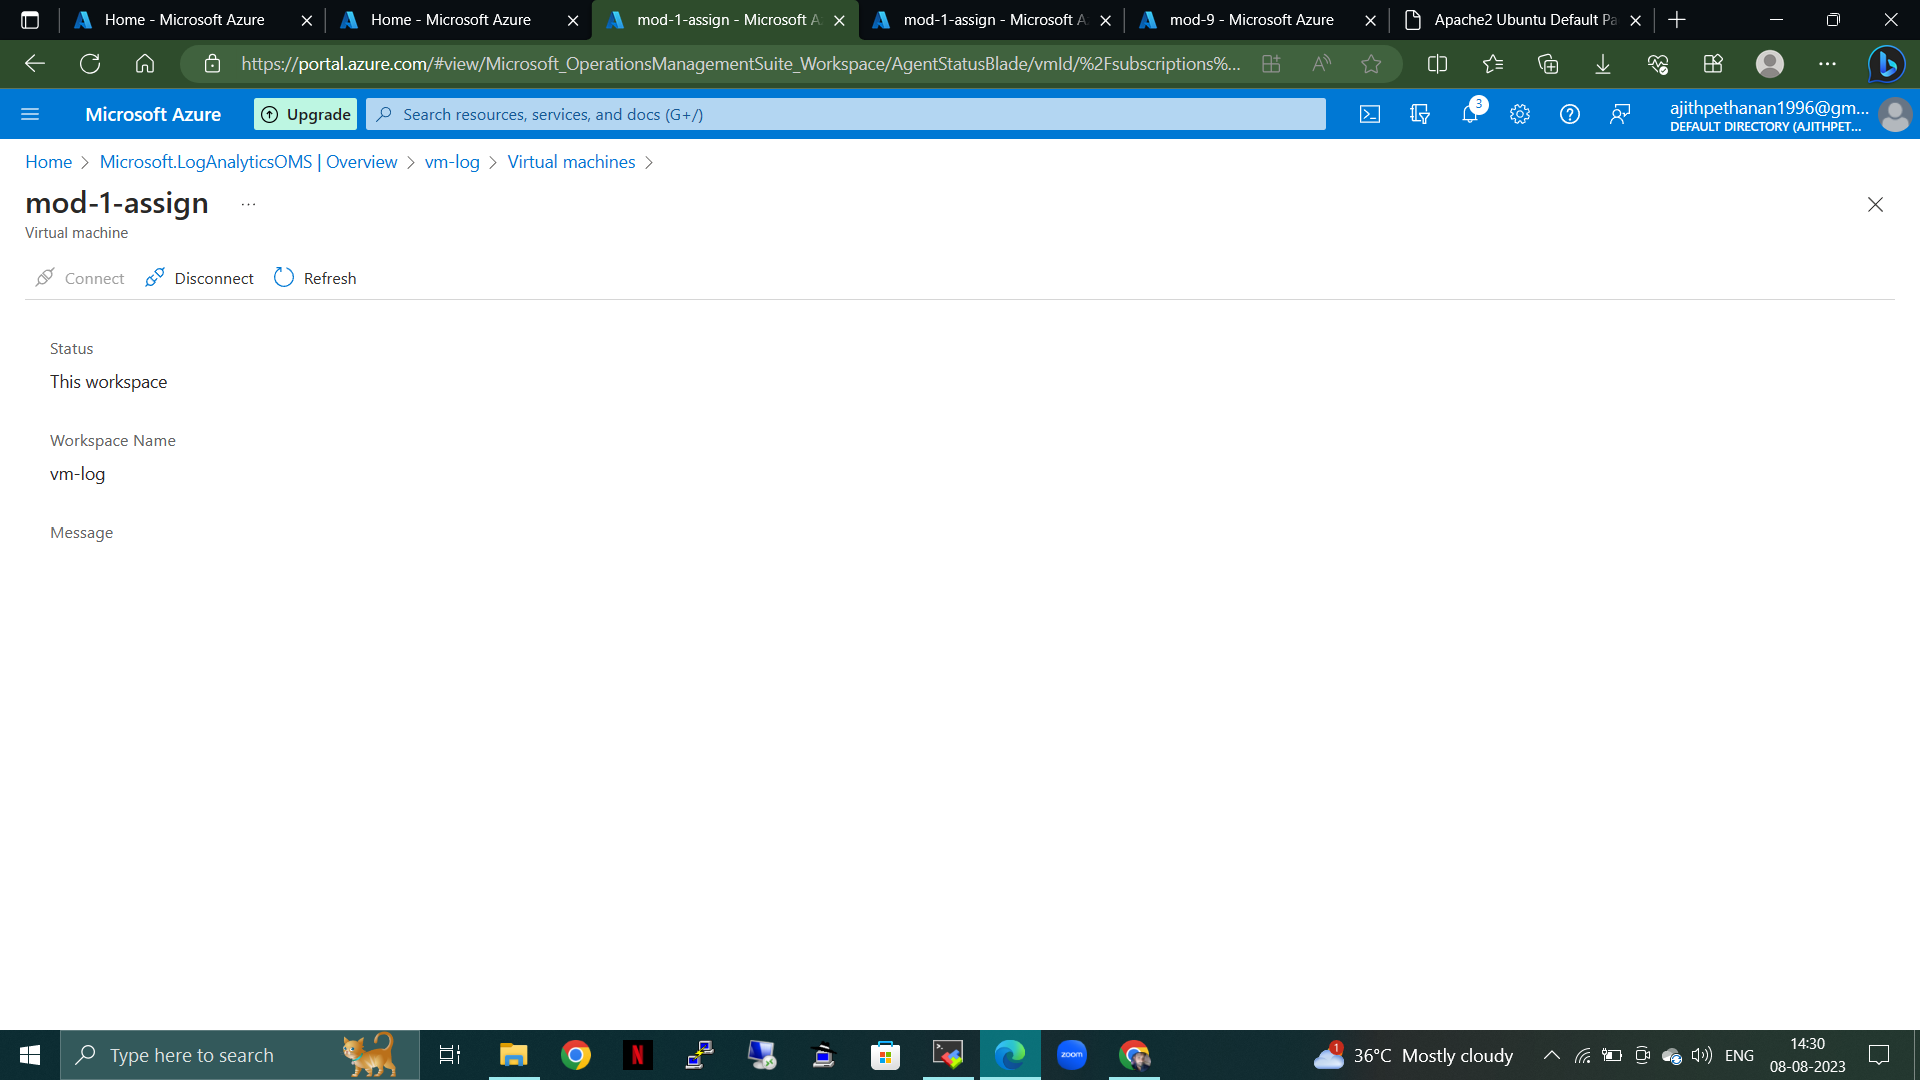 Home - Microsoft Azure
Home - Microsoft Azure
mod-1-assign - Microsoft A
mod-1-assign - Microsoft A
mod-9 - Microsoft Azure
Apache2 Ubuntu Default Pa
https://portal.azure.com/#view/Microsoft_OperationsManagementSuite_Workspace/AgentStatusBlade/vmId/%2Fsubscriptions%...
Microsoft Azure
Upgrade
Search resources, services, and docs (G+/)
3
ajithpethanan1996@gm...
DEFAULT DIRECTORY (AJITHPET...
Home > Microsoft.LogAnalyticsOMS | Overview > vm-log > Virtual machines >
mod-1-assign ...
Virtual machine
Connect
Disconnect
Refresh
Status
This workspace
Workspace Name
vm-log
Message
Type here to search
N
zoom
1
36°C Mostly cloudy
ENG
14:30
08-08-2023